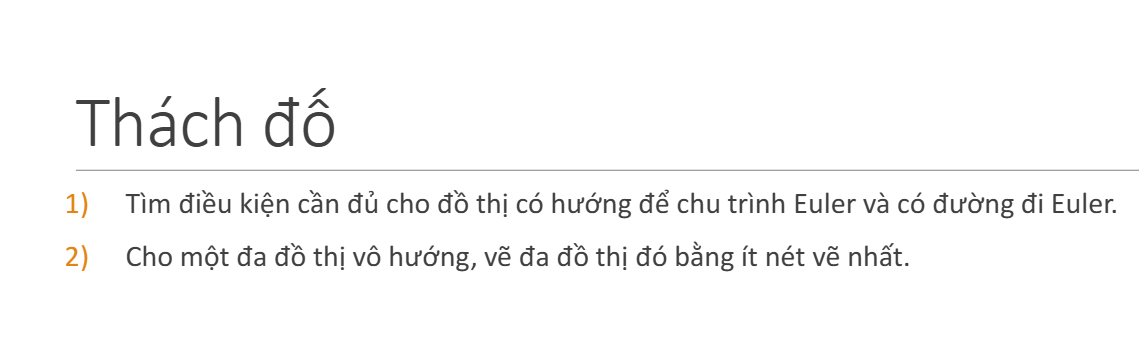 Thách đố
1) Tìm điều kiện cần đủ cho đồ thị có hướng để chu trình Euler và có đường đi Euler.
2) Cho một đa đồ thị vô hướng, vẽ đa đồ thị đó bằng ít nét vẽ nhất.